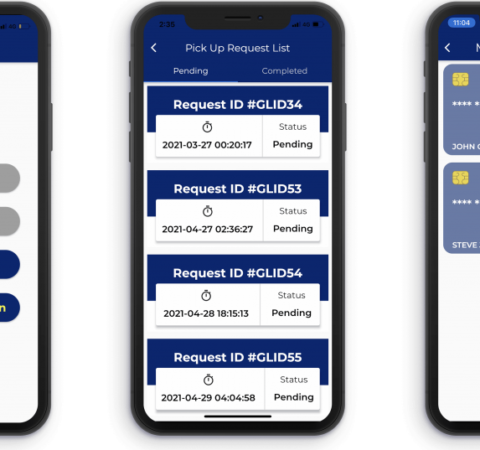 n
2:35
4G
Pick Up Request List
Pending
Completed
Request ID #GLID34
Status
2021-03-27 00:20:17
Pending
Request ID #GLID53
Status
2021-04-27 02:36:27
Pending
Request ID #GLID54
Status
2021-04-28 18:15:13
Pending
Request ID #GLID55
Status
2021-04-29 04:04:58
Pending
11:04
M
**** *
JOHN
**** *
STEVE